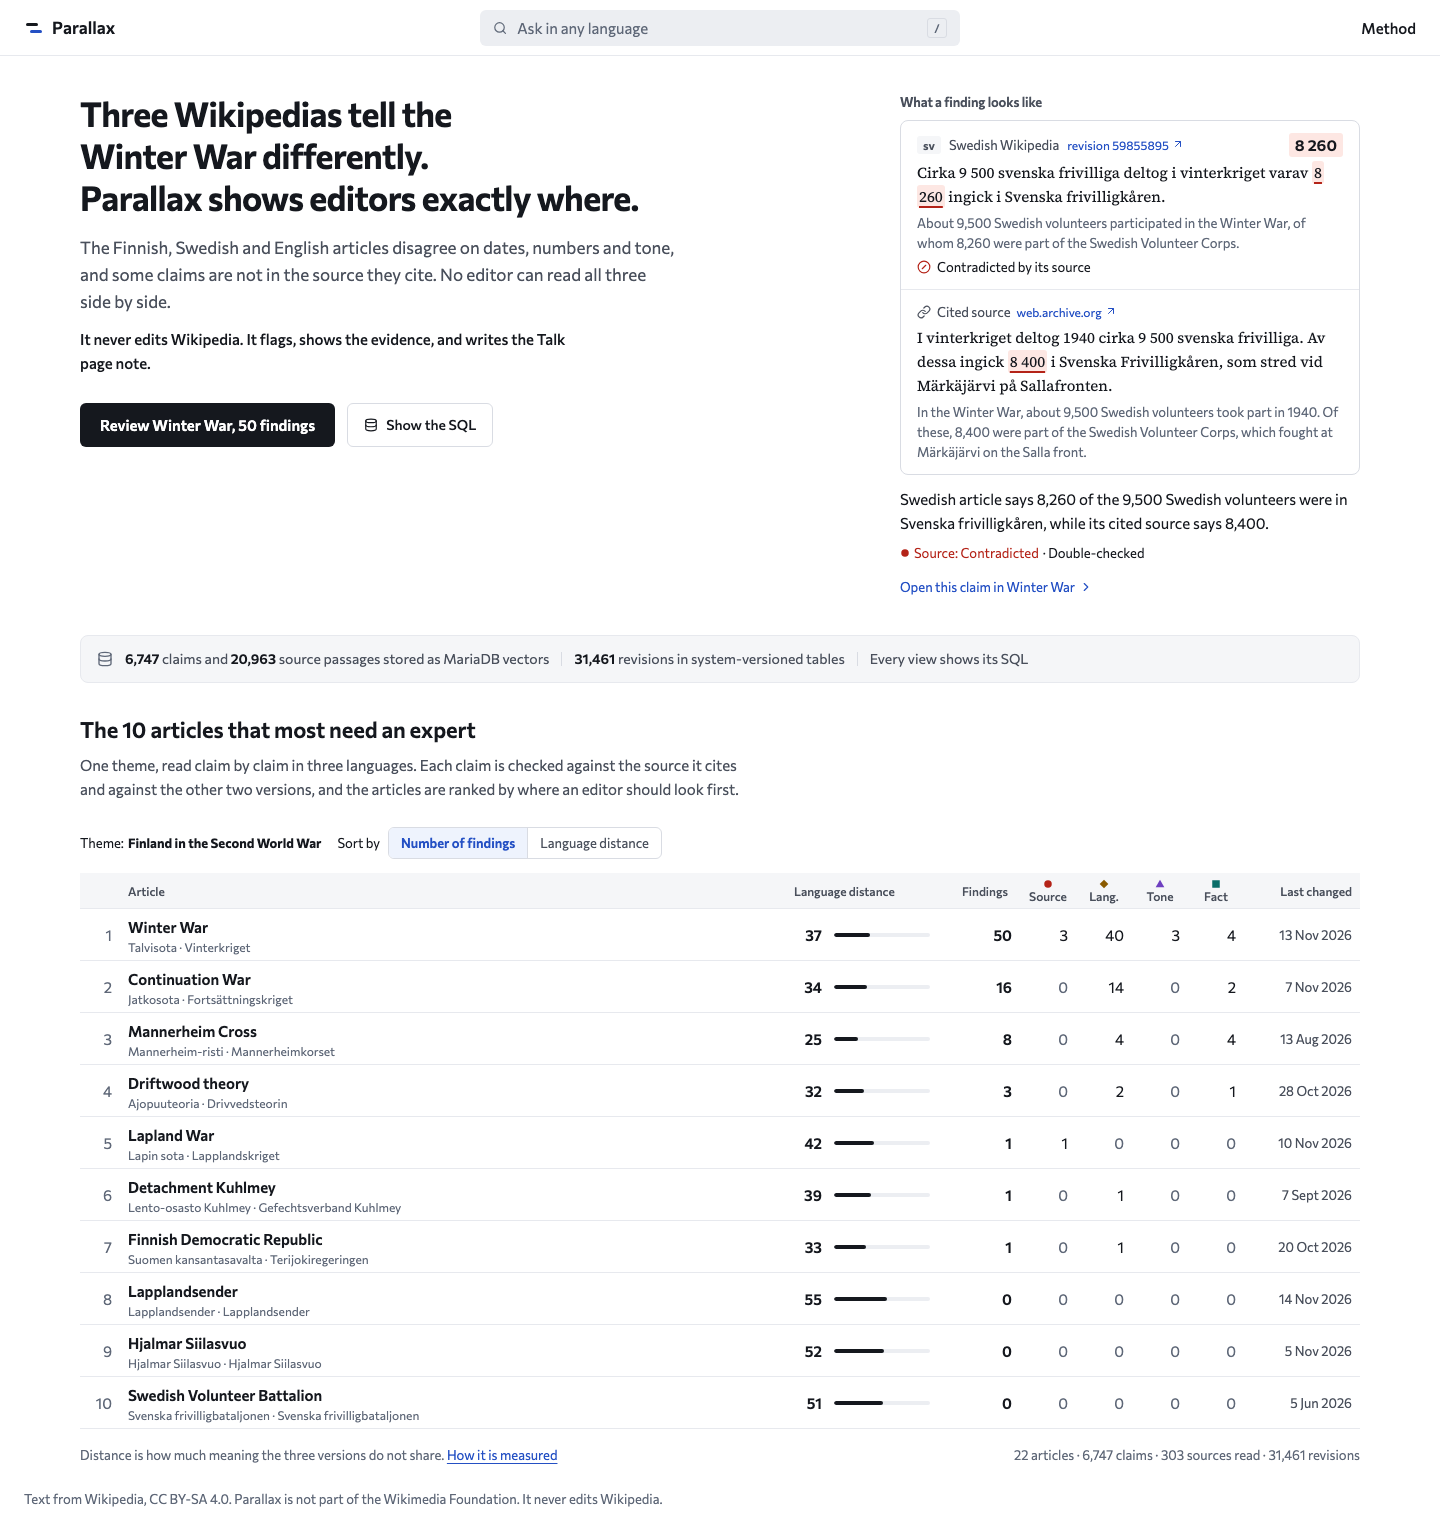 Parallax
Ask in any language
/
Method
Three Wikipedias tell the
Winter War differently.
Parallax shows editors exactly where.
The Finnish, Swedish and English articles disagree on dates, numbers and tone,
and some claims are not in the source they cite. No editor can read all three
side by side.
It never edits Wikipedia. It flags, shows the evidence, and writes the Talk
page note.
Review Winter War, 50 findings
Show the SQL
What a finding looks like
sv Swedish Wikipedia revision 59855895
8 260
Cirka 9 500 svenska frivilliga deltog i vinterkriget varav 8
260 ingick i Svenska frivilligkåren.
About 9,500 Swedish volunteers participated in the Winter War, of
whom 8,260 were part of the Swedish Volunteer Corps.
Contradicted by its source
Cited source web.archive.org
I vinterkriget deltog 1940 cirka 9 500 svenska frivilliga. Av
dessa ingick 8 400 i Svenska Frivilligkåren, som stred vid
Märkäjärvi på Sallafronten.
In the Winter War, about 9,500 Swedish volunteers took part in 1940. Of
these, 8,400 were part of the Swedish Volunteer Corps, which fought at
Märkäjärvi on the Salla front.
Swedish article says 8,260 of the 9,500 Swedish volunteers were in
Svenska frivilligkåren, while its cited source says 8,400.
Source: Contradicted · Double-checked
Open this claim in Winter War
6,747 claims and 20,963 source passages stored as MariaDB vectors
31,461 revisions in system-versioned tables
Every view shows its SQL
The 10 articles that most need an expert
One theme, read claim by claim in three languages. Each claim is checked against the source it cites
and against the other two versions, and the articles are ranked by where an editor should look first.
Theme: Finland in the Second World War Sort by Number of findings Language distance
Article Language distance Findings Source Lang. Tone Fact Last changed
1 Winter War 37 50 3 40 3 4 13 Nov 2026
Talvisota · Vinterkriget
2 Continuation War 34 16 0 14 0 2 7 Nov 2026
Jatkosota · Fortsättningskriget
3 Mannerheim Cross 25 8 0 4 0 4 13 Aug 2026
Mannerheim-risti · Mannerheimkorset
4 Driftwood theory 32 3 0 2 0 1 28 Oct 2026
Ajopuuteoria · Drivvedsteorin
5 Lapland War 42 1 1 0 0 0 10 Nov 2026
Lapin sota · Lapplandskriget
6 Detachment Kuhlmey 39 1 0 1 0 0 7 Sept 2026
Lento-osasto Kuhlmey · Gefechtsverband Kuhlmey
7 Finnish Democratic Republic 33 1 0 1 0 0 20 Oct 2026
Suomen kansantasavalta · Terijokiregeringen
8 Lapplandsender 55 0 0 0 0 0 14 Nov 2026
Lapplandsender · Lapplandsender
9 Hjalmar Siilasvuo 52 0 0 0 0 0 5 Nov 2026
Hjalmar Siilasvuo · Hjalmar Siilasvuo
10 Swedish Volunteer Battalion 51 0 0 0 0 0 5 Jun 2026
Svenska frivilligbataljonen · Svenska frivilligbataljonen
Distance is how much meaning the three versions do not share. How it is measured
22 articles · 6,747 claims · 303 sources read · 31,461 revisions
Text from Wikipedia, CC BY-SA 4.0. Parallax is not part of the Wikimedia Foundation. It never edits Wikipedia.